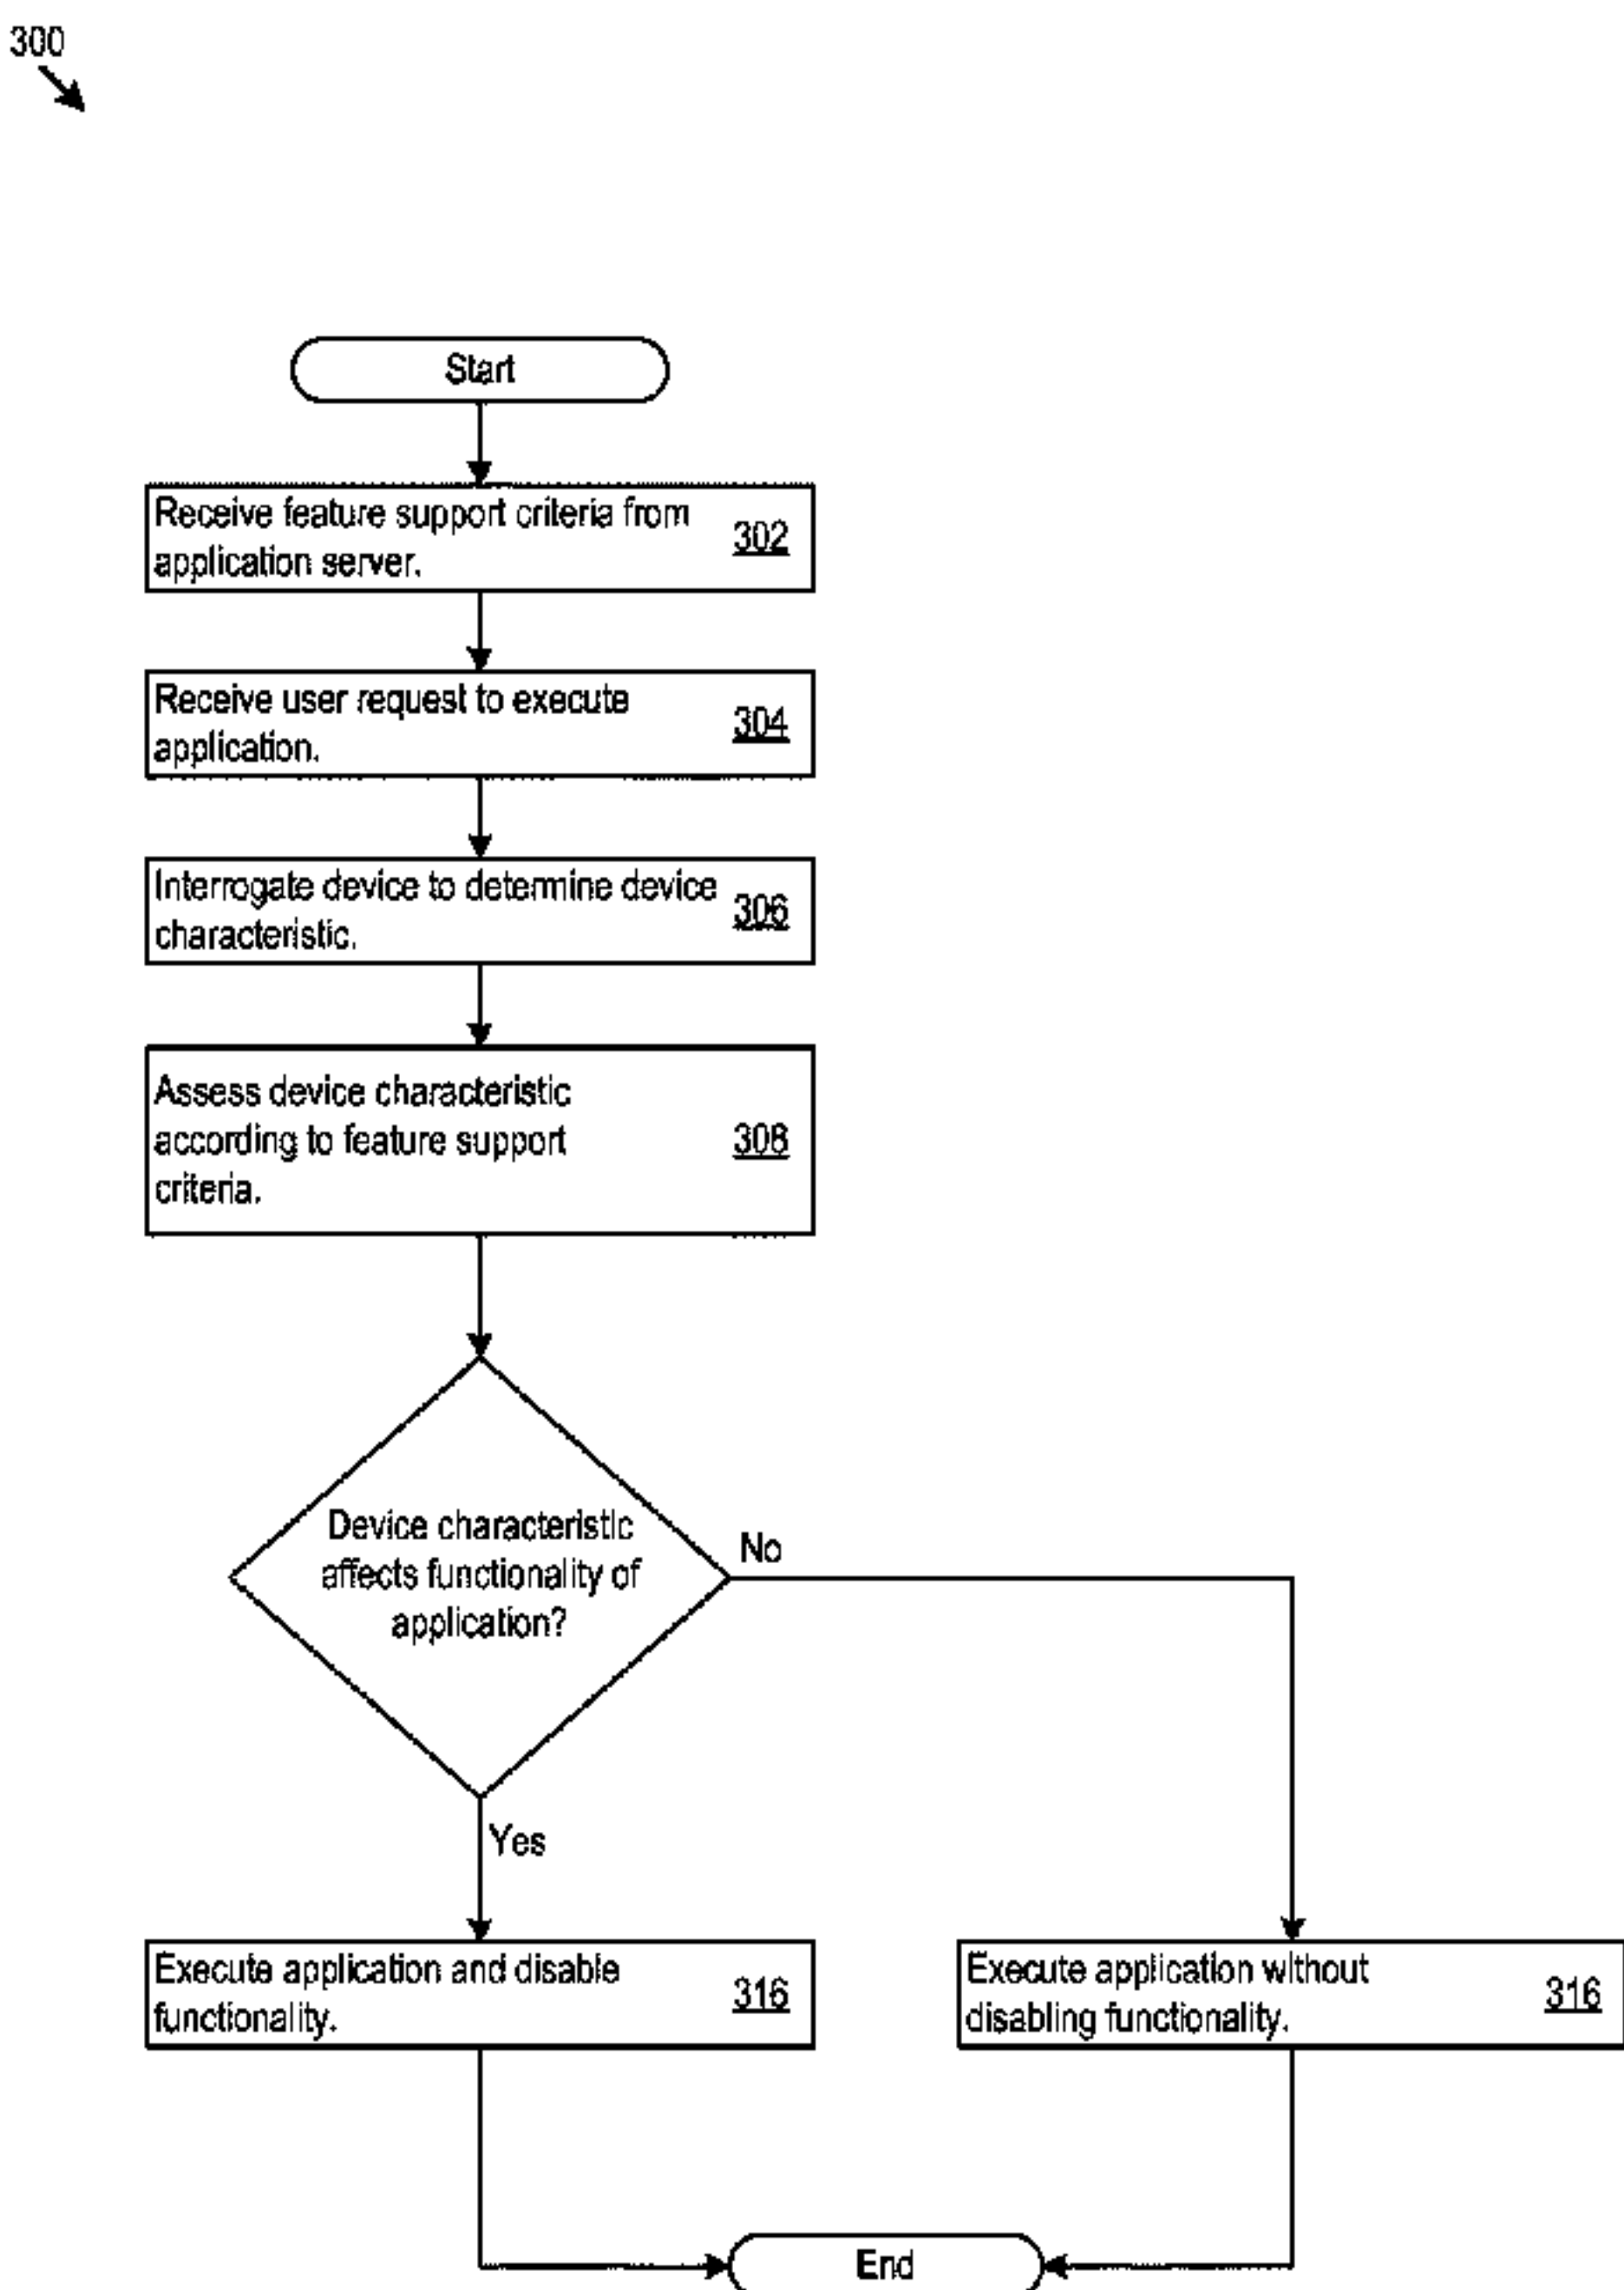 300
Start
Receive feature support criteria from
application server.
302
Receive user request to execute
application.
304
Interrogate device to determine device
characteristic.
306
Assess device characteristic
according to feature support
criteria.
308
Device characteristic
affects functionality of
application?
No
Yes
Execute application and disable
functionality.
316
Execute application without
disabling functionality.
316
End